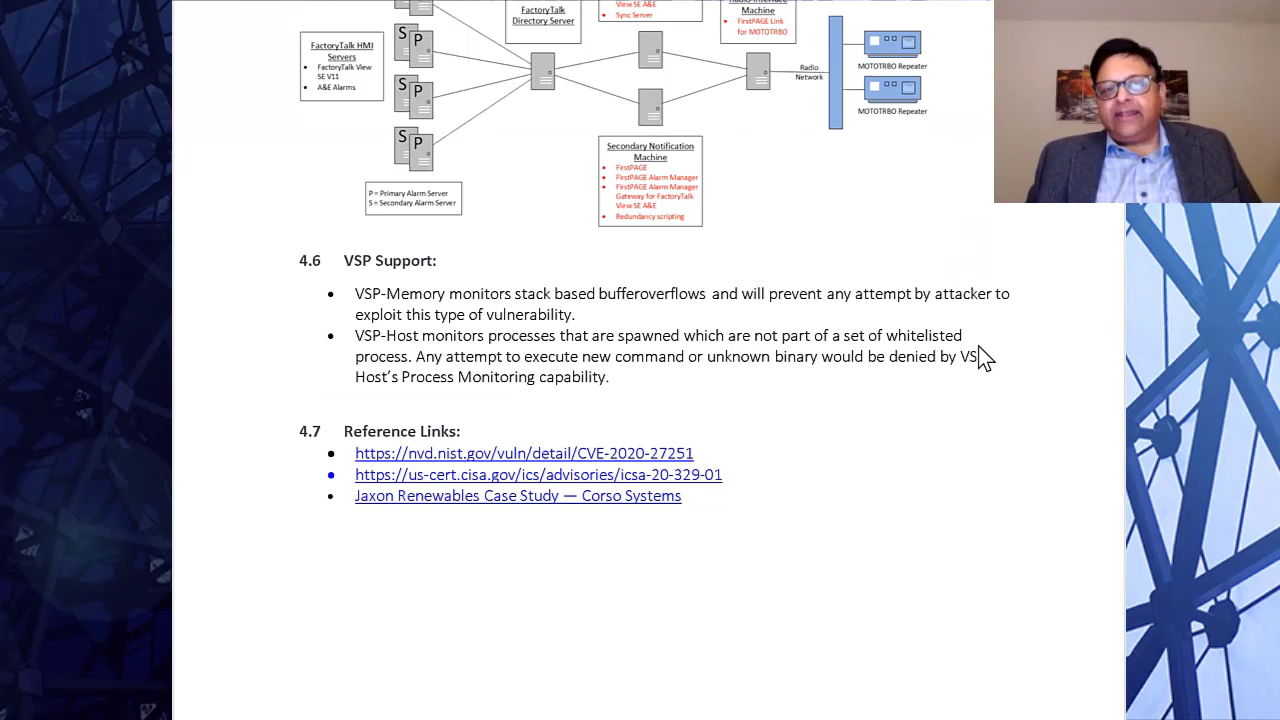 FactoryTalk
Directory Server
View SE A&E
Sync Server
Radio Interface
Machine
FirstPAGE Link
for MOTOTRBO
FactoryTalk HMI
Servers
FactoryTalk View
SE V11
A&E Alarms
S P
S P
S P
Radio
Network
MOTOTRBO Repeater
MOTOTRBO Repeater
Secondary Notification
Machine
FirstPAGE
FirstPAGE Alarm Manager
FirstPAGE Alarm Manager
Gateway for FactoryTalk
View SE A&E
Redundancy scripting
P = Primary Alarm Server
S = Secondary Alarm Server
4.6 VSP Support:
• VSP-Memory monitors stack based bufferoverflows and will prevent any attempt by attacker to
exploit this type of vulnerability.
• VSP-Host monitors processes that are spawned which are not part of a set of whitelisted
process. Any attempt to execute new command or unknown binary would be denied by VS
Host's Process Monitoring capability.
4.7 Reference Links:
• https://nvd.nist.gov/vuln/detail/CVE-2020-27251
• https://us-cert.cisa.gov/ics/advisories/icsa-20-329-01
• Jaxon Renewables Case Study — Corso Systems